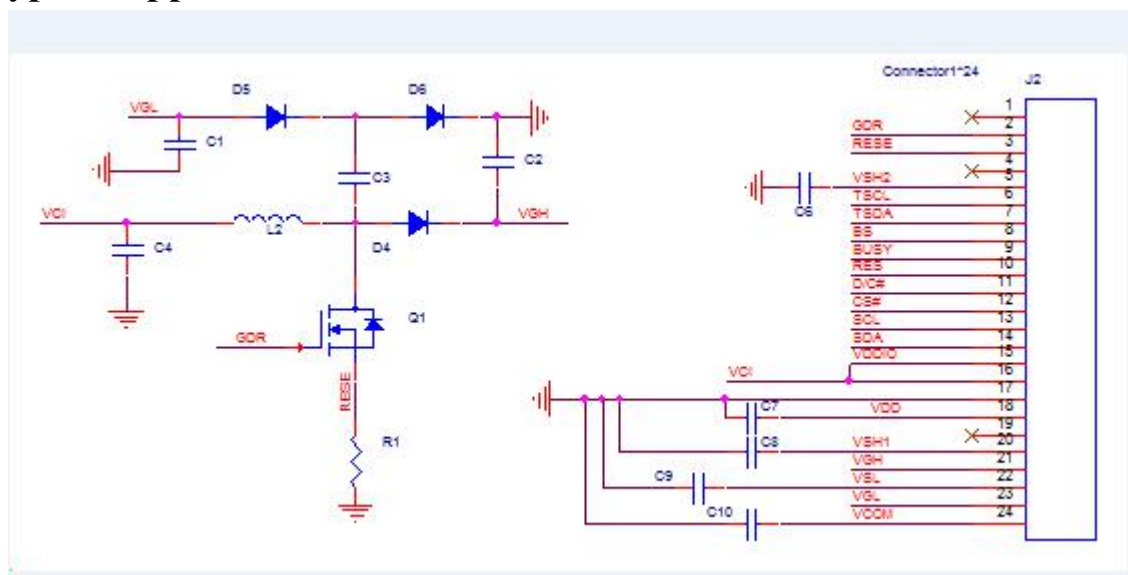 Connector1*24
J2
D5
D6
VGL
C1
C2
C3
VCI
L2
VGH
C4
D4
Q1
GDR
RESE
R1
1
2
GDR
3
RESE
4
5
VSH2
C6
6
TSCL
7
TSDA
8
BS
9
BUSY
10
RES
11
D/C#
12
CS#
13
SCL
14
SDA
15
VDDIO
16
VCI
17
18
C7
VDD
19
20
C8
VSH1
21
VGH
22
C9
VSL
23
VGL
24
C10
VCOM